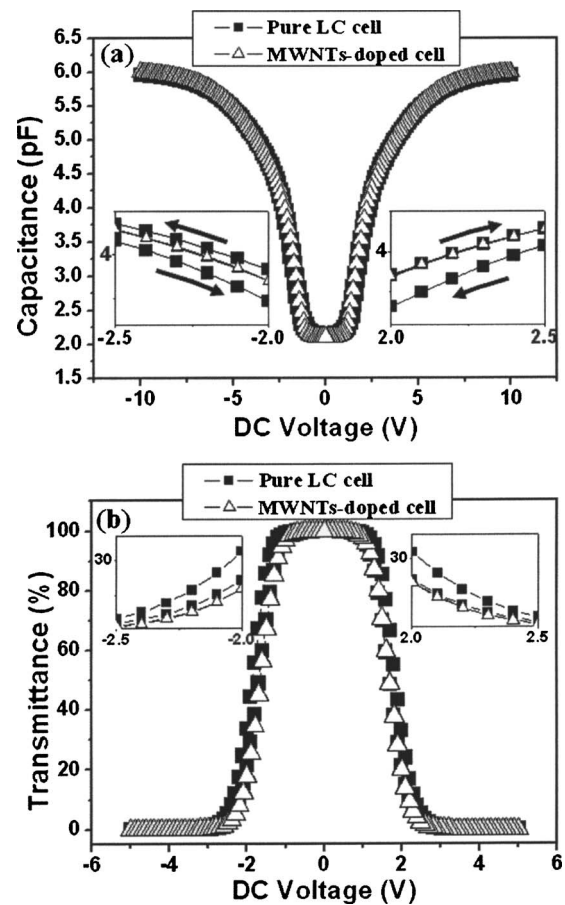 Pure LC cell
MWNTs-doped cell
(a)
Capacitance (pF)
6.5
6.0
5.5
5.0
4.5
4.0
3.5
3.0
2.5
2.0
1.5
4
-2.5 -2.0
4
2.0 2.5
-10 -5 0 5 10
DC Voltage (V)
Pure LC cell
MWNTs-doped cell
(b)
Transmittance (%)
100
80
60
40
20
0
30
-2.5 -2.0
30
2.0 2.5
-6 -4 -2 0 2 4 6
DC Voltage (V)